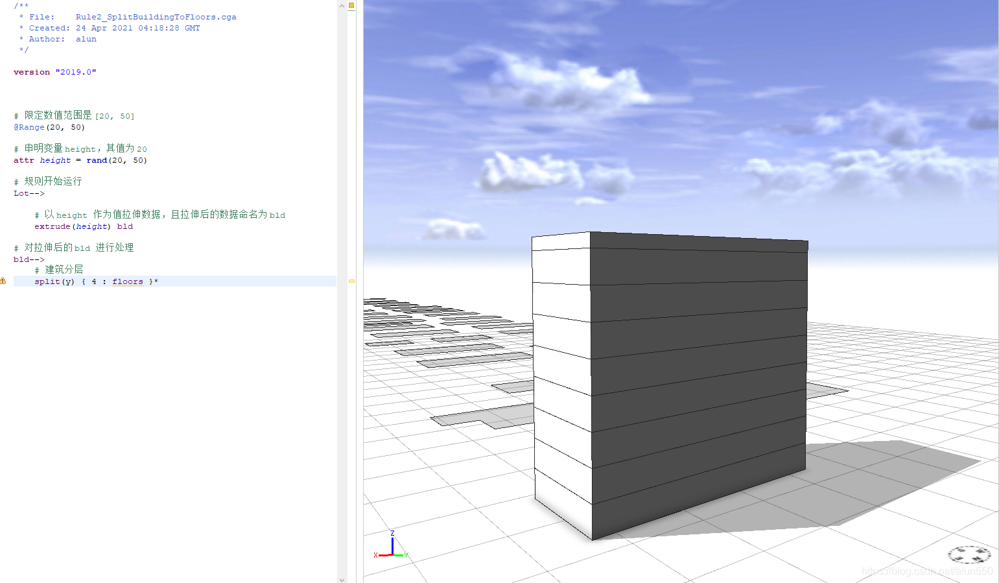 /**
 * File:    Rule2_SplitBuildingToFloors.cga
 * Created: 24 Apr 2021 04:18:28 GMT
 * Author:  alun
 */
version "2019.0"
# 限定数值范围是 [20, 50]
@Range(20, 50)
# 申明变量 height，其值为 20
attr height = rand(20, 50)
# 规则开始运行
Lot-->
# 以 height 作为值拉伸数据，且拉伸后的数据命名为 bld
extrude(height) bld
# 对拉伸后的 bld 进行处理
bld-->
# 建筑分层
split(y) { 4 : floors }*
Z
X
Y
https://blog.csdn.net/alun550